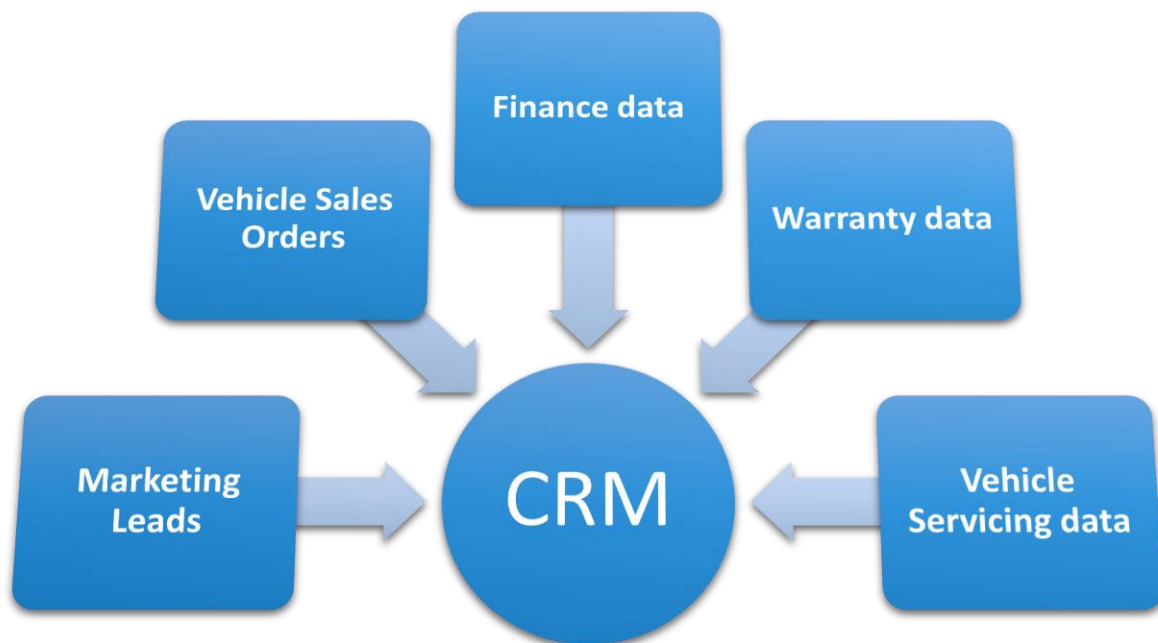 Finance data
Vehicle Sales
Orders
Warranty data
Marketing
Leads
CRM
Vehicle
Servicing data